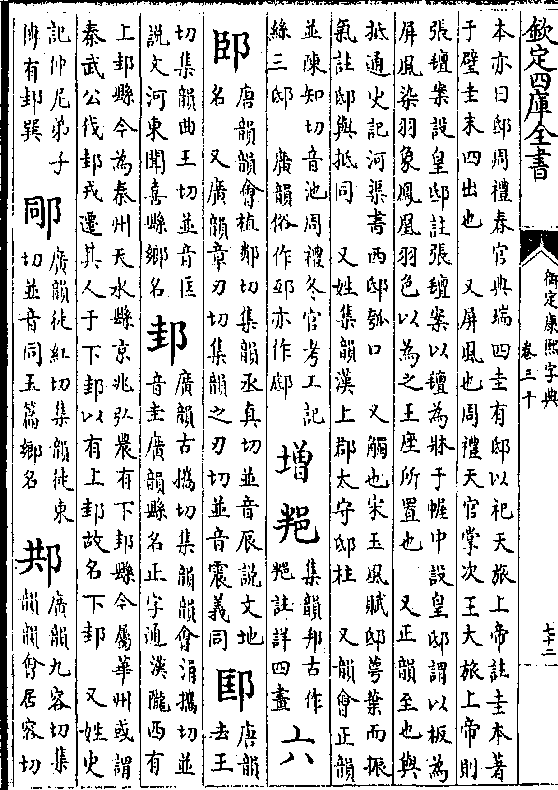 欽定四庫全書
御定康熙字典
卷三十
七十二
本亦曰邸周禮春官典瑞四圭有邸以祀天旅上帝註圭本著
于璧圭末四出也　又屏風也周禮天官掌次王大旅上帝則
張氊案設皇邸註張氊案以氊為牀于幄中設皇邸謂以板為
屏風染羽象鳳凰羽色以為之王座所置也　又正韻至也與
抵通史記河渠書西邸瓠口　又觸也宋玉風賦邸萼葉而振
氣註邸與抵同　又姓集韻漢上郡太守邸杜　又韻會正韻
並陳知切音池周禮冬官考工記
絲三邸　廣韻俗作邳亦作𨛜
增
郌
集韻邦古作
郌註詳四畫
六
䢻
唐韻韻會植鄰切集韻丞真切並音辰說文地
名　又廣韻章刃切集韻之刃切並音震義同
邼
唐韻去王
切集韻曲王切並音匡
說文河東聞喜縣鄉名
邽
廣韻古攜切集韻韻會涓攜切並
音圭廣韻縣名正字通漢隴西有
上邽縣今為秦州天水縣京兆弘農有下邽縣今屬華州或謂
秦武公伐邽戎遷其人于下邽以有上邽故名下邽　又姓史
記仲尼弟子
傳有邽巽
𨚯
廣韻徒紅切集韻徒東
切並音同玉篇鄉名
㓋
廣韻九容切集
韻韻會居容切